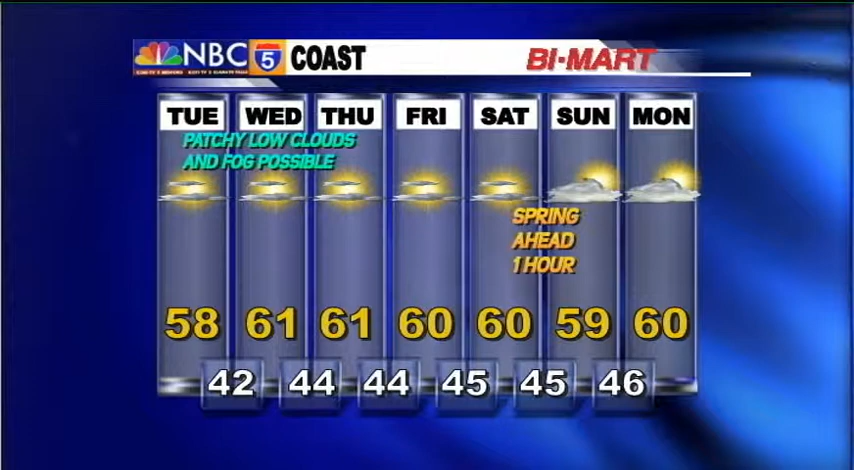 NBC 5 COAST BI-MART
TUE WED THU FRI SAT SUN MON
PATCHY LOW CLOUDS
AND FOG POSSIBLE
SPRING
AHEAD
1 HOUR
58 61 61 60 60 59 60
42 44 44 45 45 46